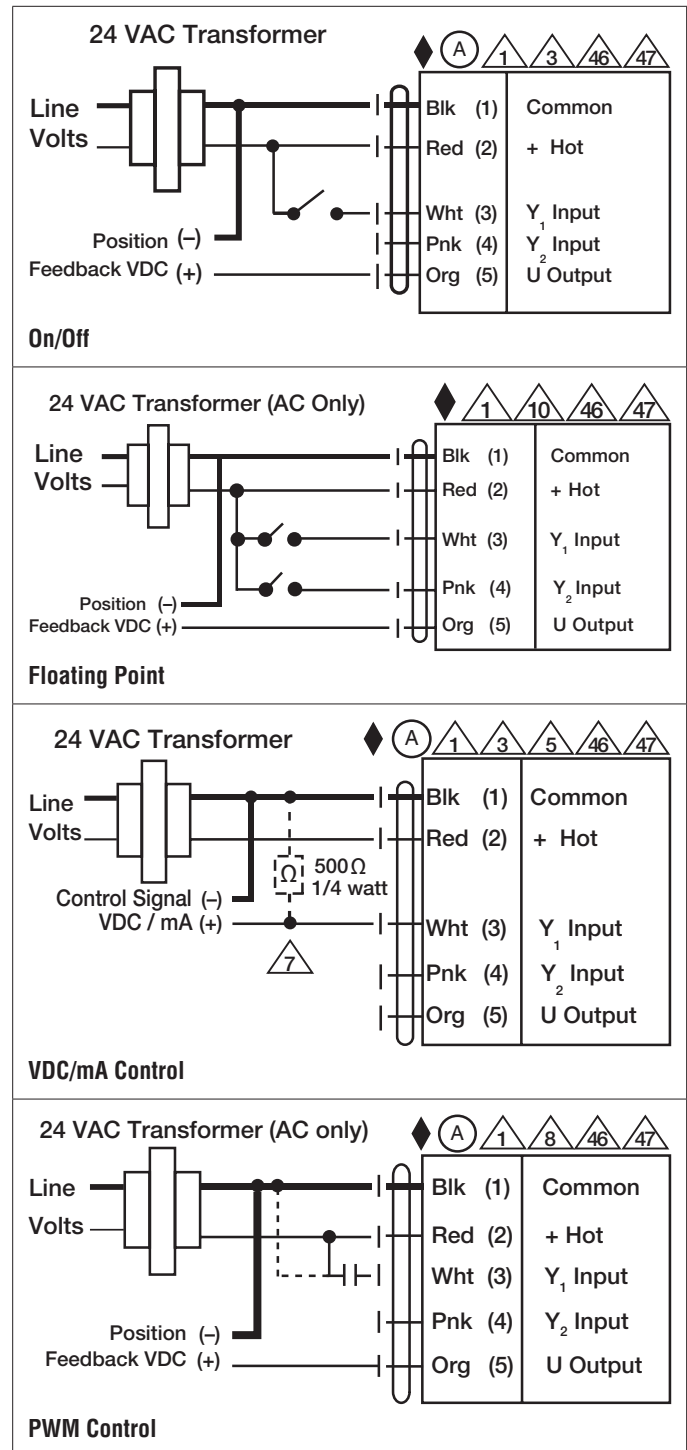 24 VAC Transformer
A 1 3 46 47
Line
Volts
Blk (1) Common
Red (2) + Hot
Wht (3) Y1 Input
Position (–)
Pnk (4) Y2 Input
Feedback VDC (+)
Org (5) U Output
On/Off
24 VAC Transformer (AC Only)
1 10 46 47
Line
Volts
Blk (1) Common
Red (2) + Hot
Wht (3) Y1 Input
Pnk (4) Y2 Input
Position (–)
Feedback VDC (+)
Org (5) U Output
Floating Point
24 VAC Transformer
A 1 3 5 46 47
Line
Volts
Blk (1) Common
Red (2) + Hot
Ω 500Ω
1/4 watt
Control Signal (–)
VDC / mA (+)
Wht (3) Y1 Input
7
Pnk (4) Y2 Input
Org (5) U Output
VDC/mA Control
24 VAC Transformer (AC only)
A 1 8 46 47
Line
Volts
Blk (1) Common
Red (2) + Hot
Wht (3) Y1 Input
Pnk (4) Y2 Input
Position (–)
Feedback VDC (+)
Org (5) U Output
PWM Control